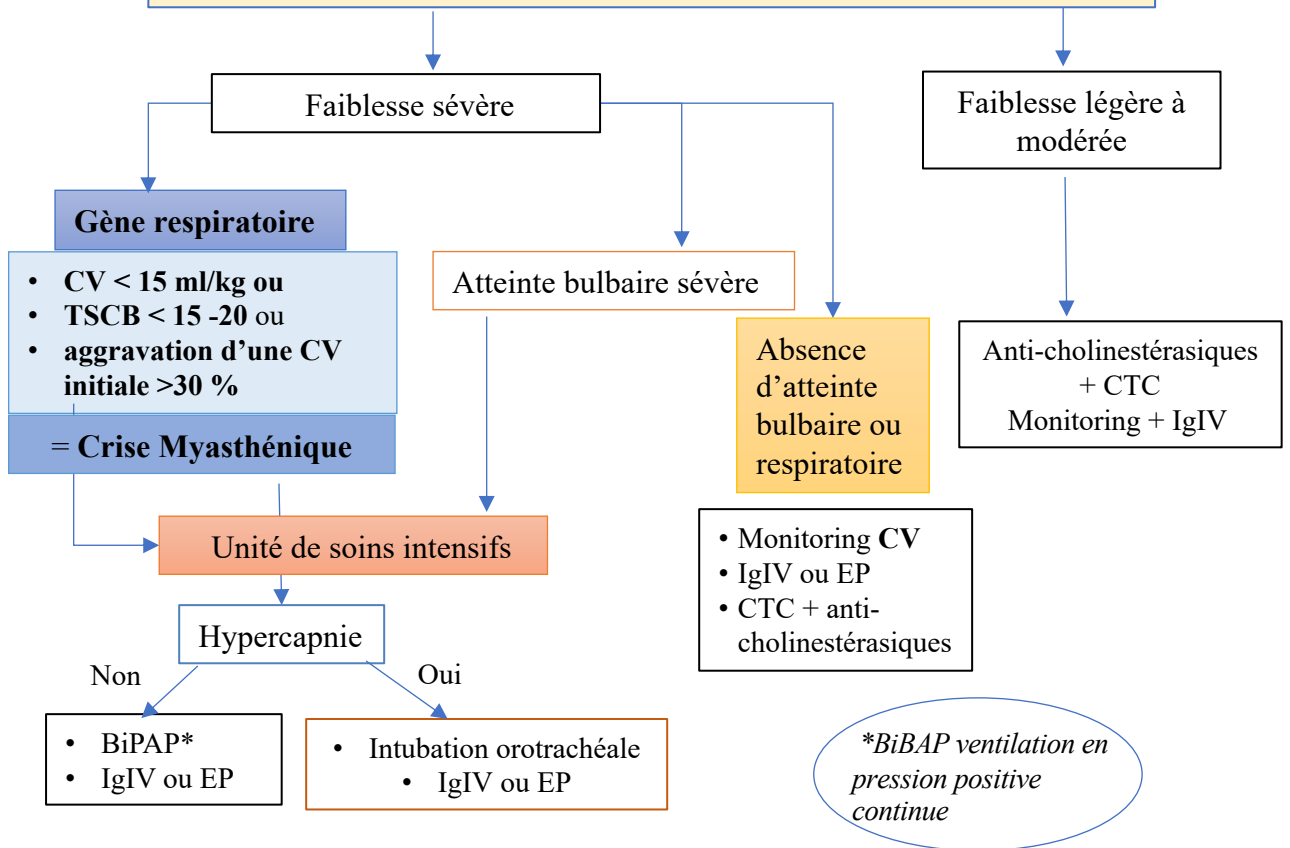 Faiblesse sévère
Faiblesse légère à
modérée
Gène respiratoire
• CV < 15 ml/kg ou
• TSCB < 15 -20 ou
• aggravation d’une CV
initiale >30 %
= Crise Myasthénique
Atteinte bulbaire sévère
Absence
d’atteinte
bulbaire ou
respiratoire
Anti-cholinestérasiques
+ CTC
Monitoring + IgIV
Unité de soins intensifs
• Monitoring CV
• IgIV ou EP
• CTC + anti-
cholinestérasiques
Hypercapnie
Non
Oui
• BiPAP*
• IgIV ou EP
• Intubation orotrachéale
• IgIV ou EP
*BiBAP ventilation en
pression positive
continue